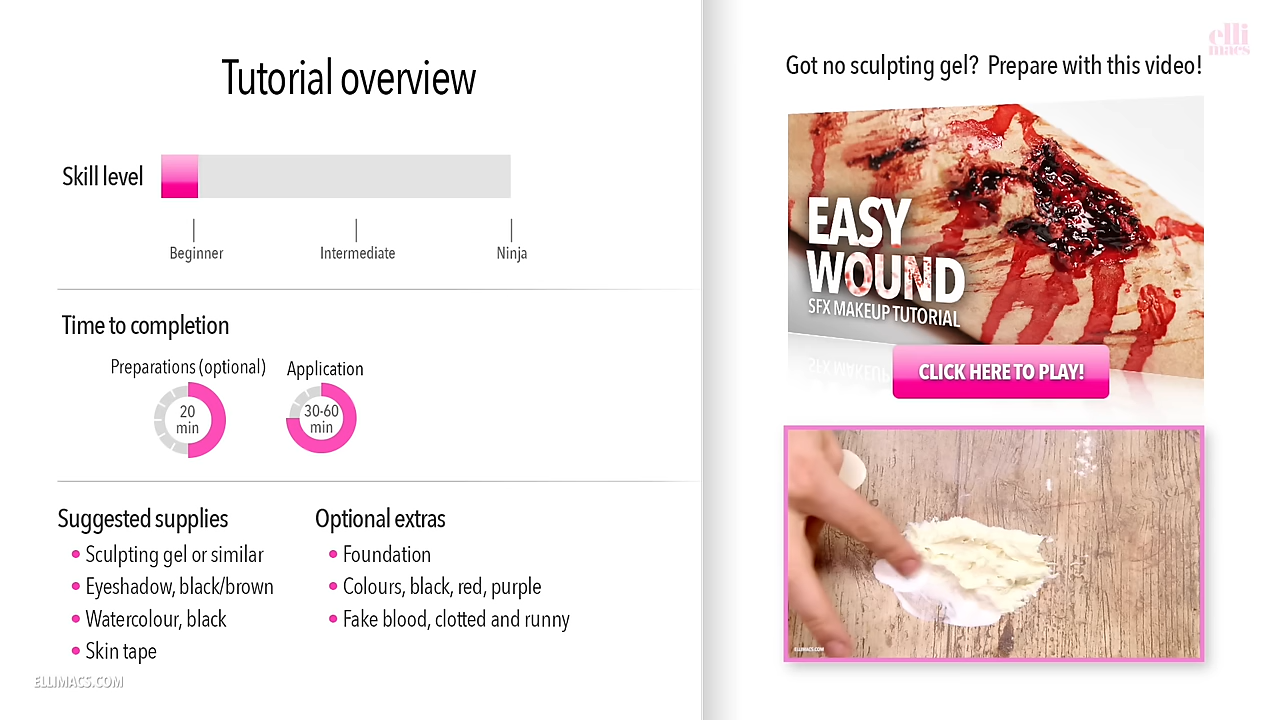 Tutorial overview
Skill level
Beginner
Intermediate
Ninja
Time to completion
Preparations (optional)
20
min
Application
30-60
min
Suggested supplies
Sculpting gel or similar
Eyeshadow, black/brown
Watercolour, black
Skin tape
Optional extras
Foundation
Colours, black, red, purple
Fake blood, clotted and runny
ELLIMACS.COM
elli
macs
Got no sculpting gel? Prepare with this video!
EASY
WOUND
SFX MAKEUP TUTORIAL
CLICK HERE TO PLAY!
ELLIMACS.COM